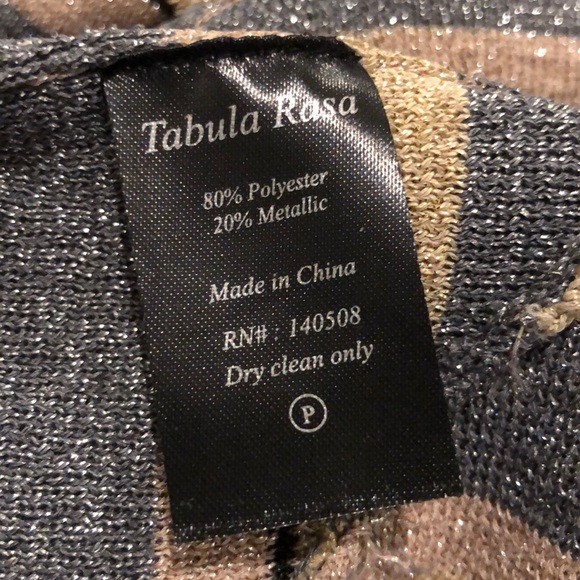 Tabula Rasa
80% Polyester
20% Metallic
Made in China
RN# : 140508
Dry clean only
P